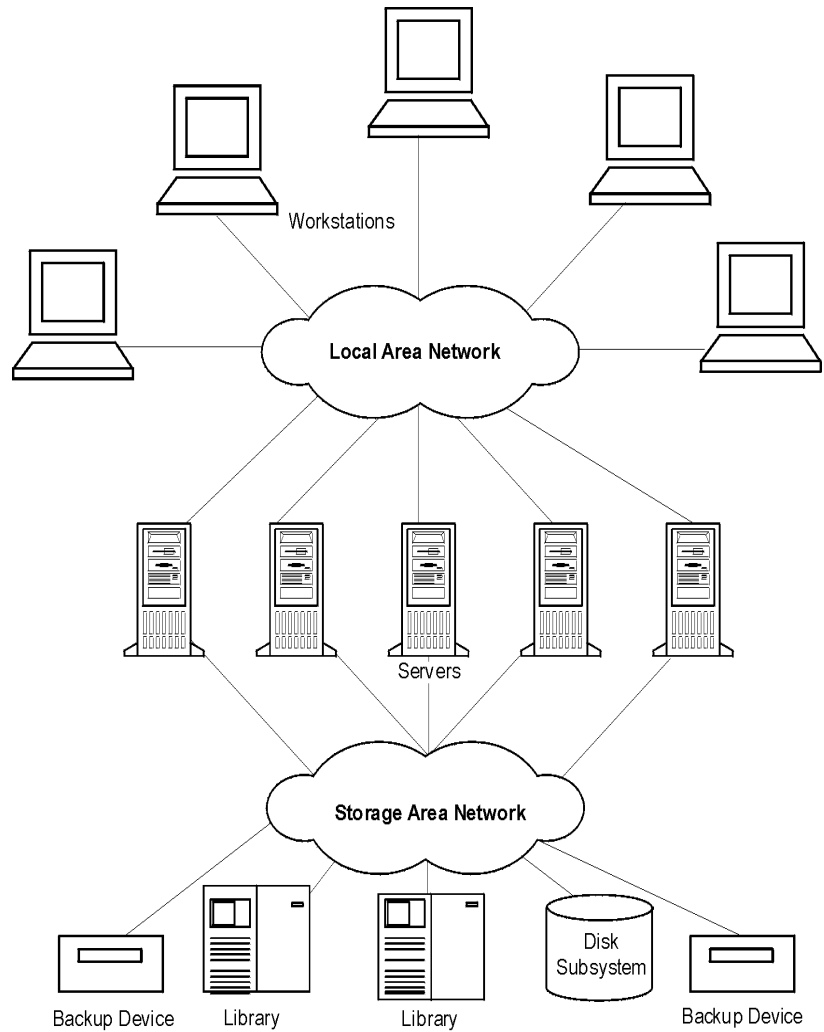 Workstations
Local Area Network
Servers
Storage Area Network
Disk
Subsystem
Backup Device
Library
Library
Backup Device